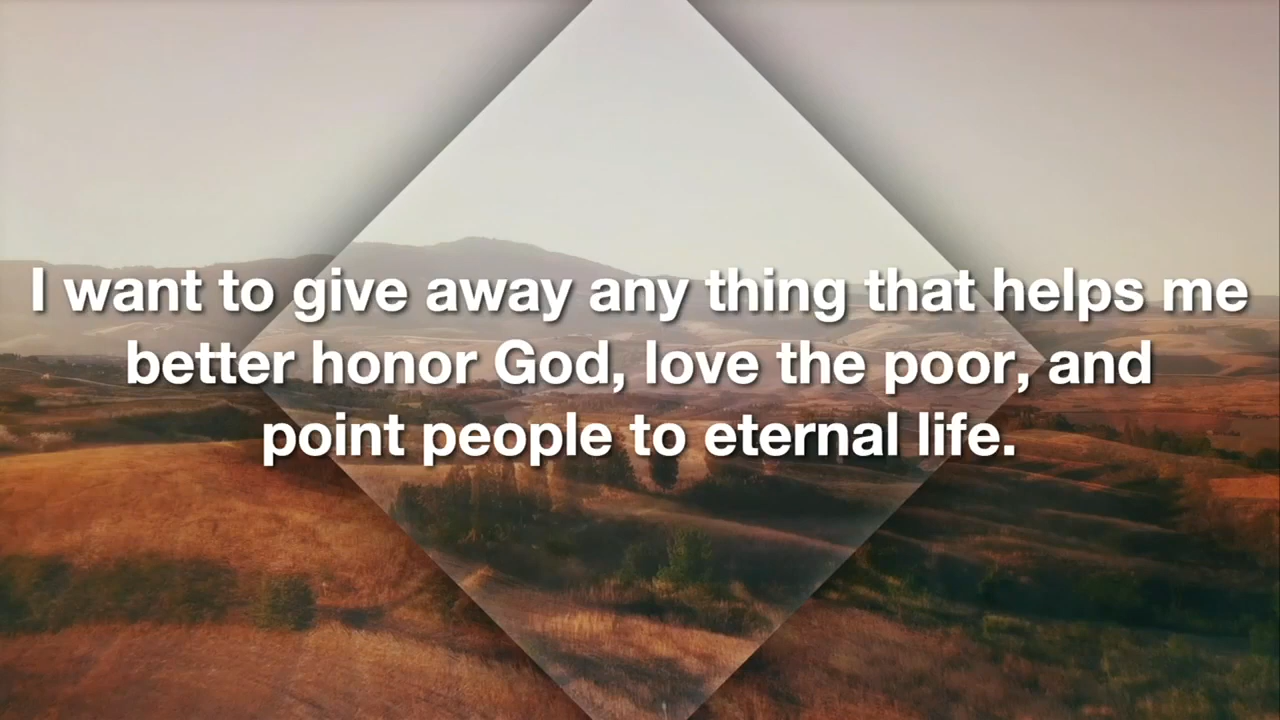 I want to give away any thing that helps me
better honor God, love the poor, and
point people to eternal life.